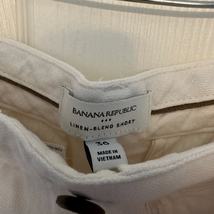 BANANA REPUBLIC
LINEN-BLEND SHORT
36
MADE IN
VIETNAM